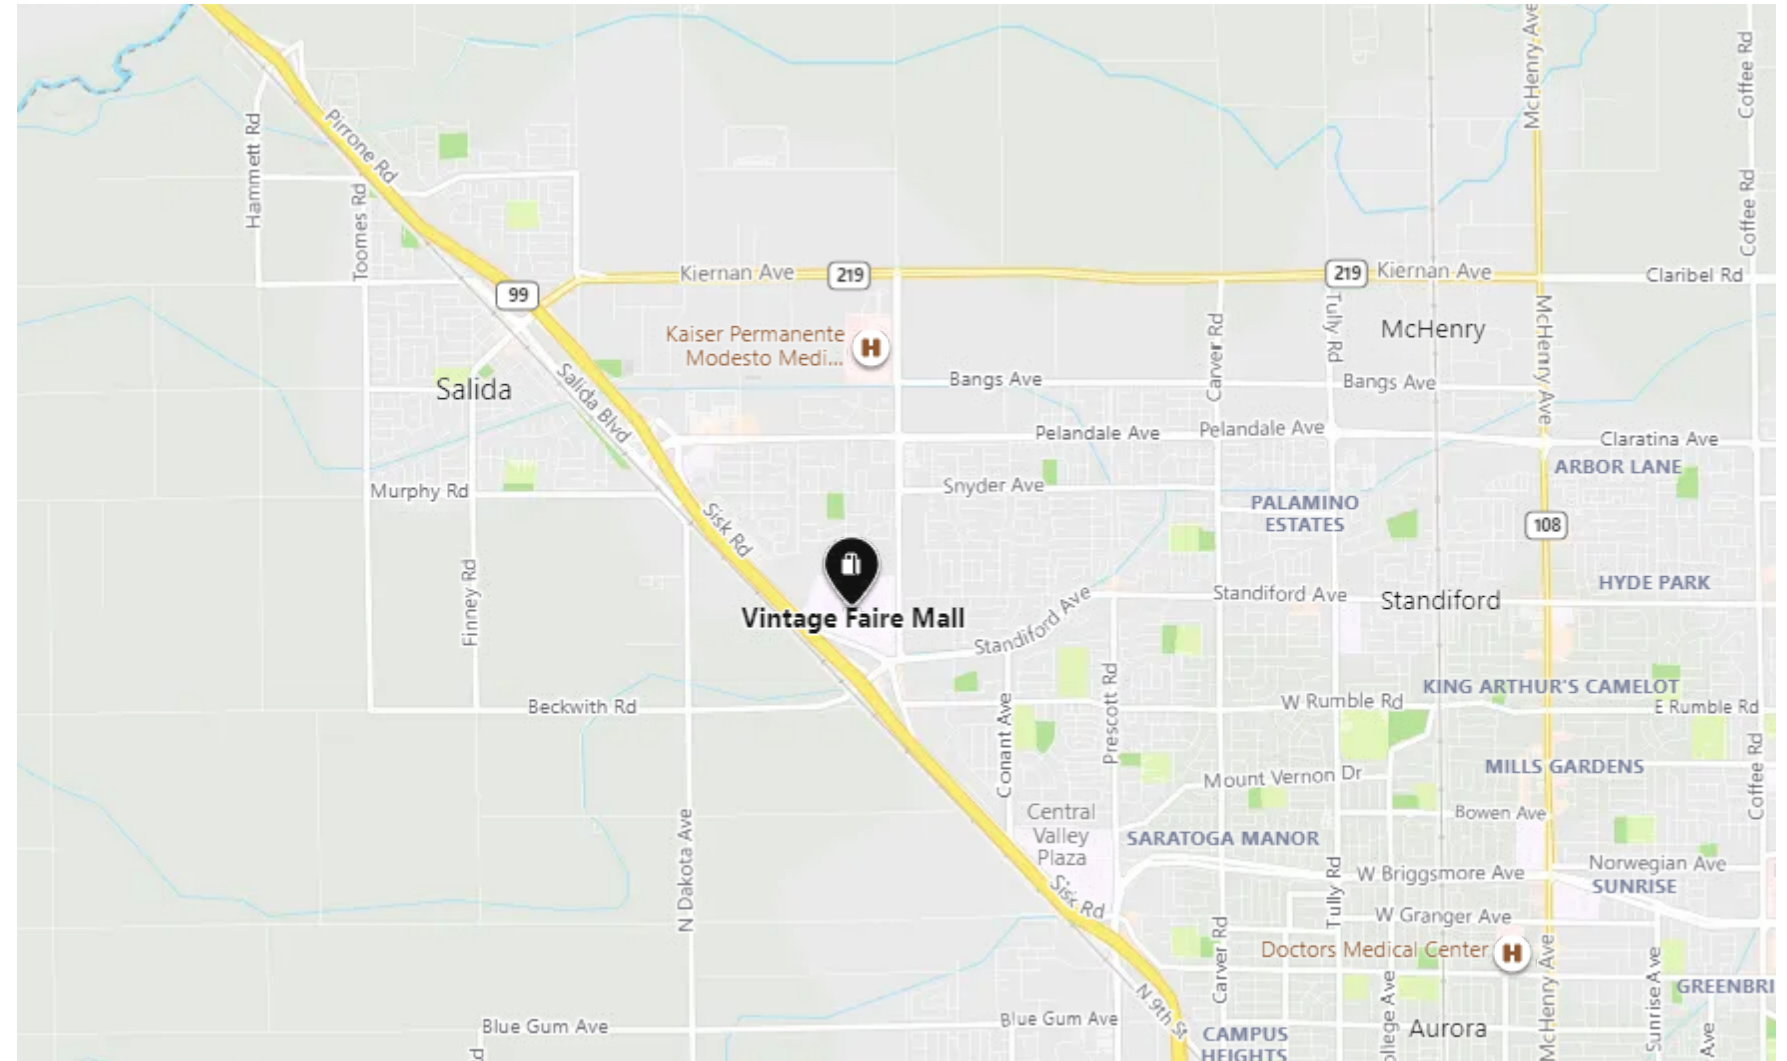 McHenry Ave
Coffee Rd
Hammett Rd
Pirrone Rd
Toomes Rd
Coffee Rd
99
Kiernan Ave
219
219
Kiernan Ave
Claribel Rd
Kaiser Permanente
Modesto Medi...
H
Carver Rd
Tully Rd
McHenry
McHenry Ave
Salida
Salida Blvd
Bangs Ave
Bangs Ave
Pelandale Ave
Pelandale Ave
Claratina Ave
ARBOR LANE
Murphy Rd
Snyder Ave
PALAMINO
ESTATES
108
Sisk Rd
Finney Rd
Vintage Faire Mall
Standiford Ave
Standiford Ave
Standiford
HYDE PARK
Beckwith Rd
Conant Ave
Prescott Rd
W Rumble Rd
KING ARTHUR'S CAMELOT
E Rumble Rd
Mount Vernon Dr
MILLS GARDENS
Coffee Rd
N Dakota Ave
Central
Valley
Plaza
SARATOGA MANOR
Bowen Ave
Sisk Rd
Tully Rd
W Briggsmore Ave
Norwegian Ave
SUNRISE
W Granger Ave
Carver Rd
Doctors Medical Center
H
McHenry Ave
Sunrise Ave
GREENBRI
N 9th St
Blue Gum Ave
Blue Gum Ave
CAMPUS
HEIGHTS
ollege Ave
Aurora
Ave
d